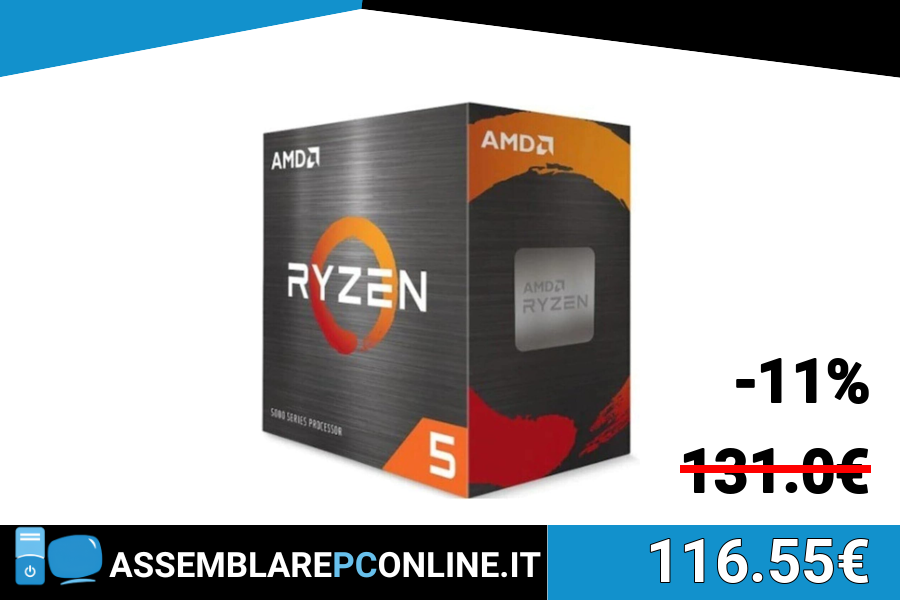 AMD
RYZEN
5000 SERIES PROCESSOR
5
AMD
AMD
RYZEN
-11%
131.0€
ASSEMBLAREPCONLINE.IT
116.55€